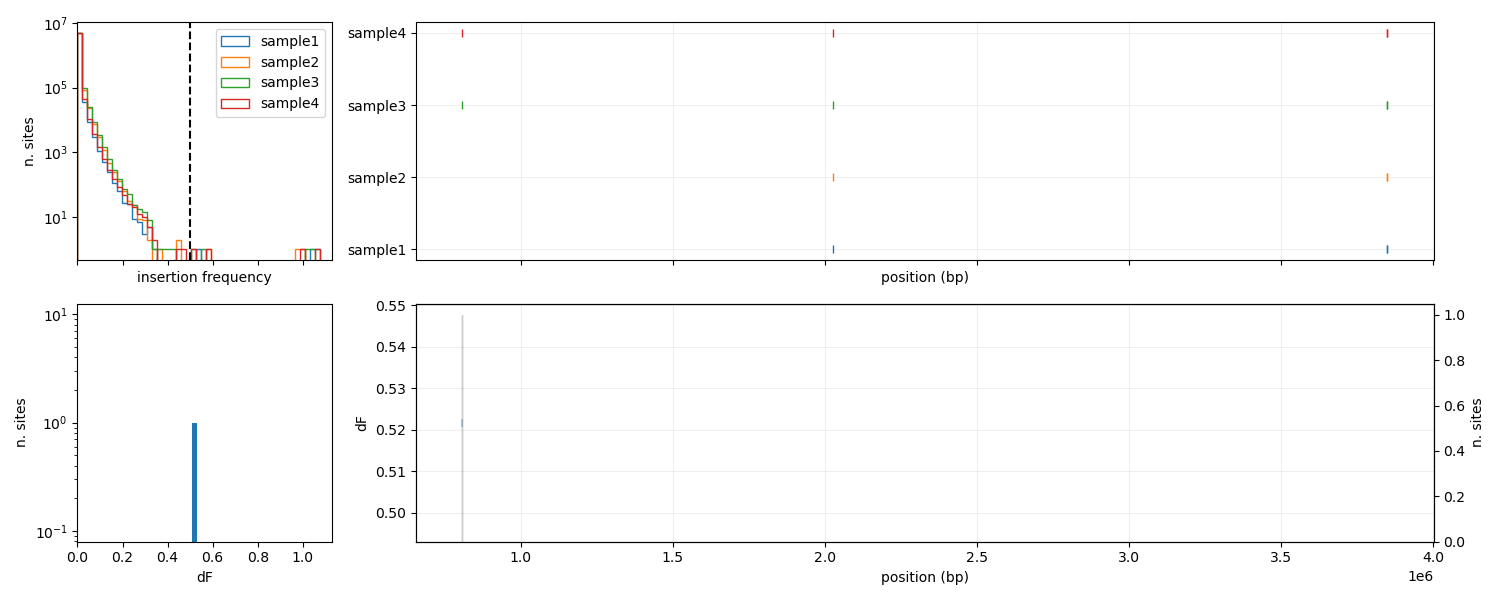 10^7
10^5
10^3
10^1
n. sites
insertion frequency
sample1
sample2
sample3
sample4
sample4
sample3
sample2
sample1
position (bp)
10^1
10^0
10^-1
n. sites
0.0 0.2 0.4 0.6 0.8 1.0
dF
0.55
0.54
0.53
0.52
0.51
0.50
dF
1.0 1.5 2.0 2.5 3.0 3.5 4.0
1e6
position (bp)
1.0
0.8
0.6
0.4
0.2
0.0
n. sites